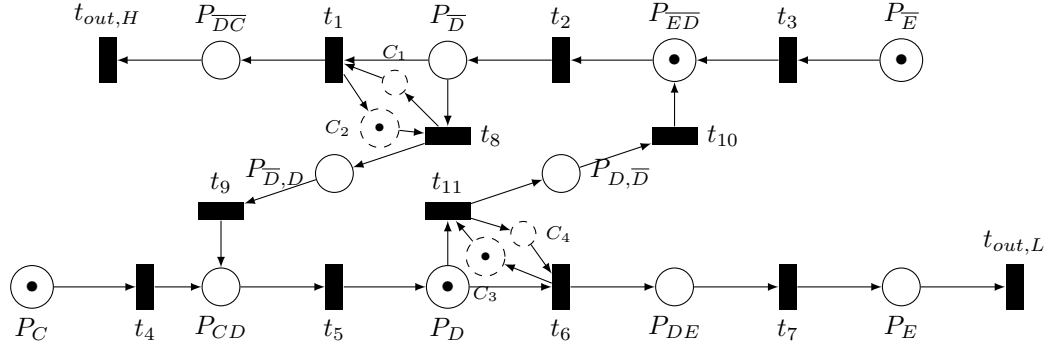 t_{out,H} P_{\overline{DC}} t_1 P_{\overline{D}} t_2 P_{\overline{ED}} t_3 P_{\overline{E}}
C_1
C_2 t_8 t_{10}
P_{\overline{D},D} P_{D,\overline{D}}
t_9 t_{11}
C_4 t_{out,L}
C_3
P_C t_4 P_{CD} t_5 P_D t_6 P_{DE} t_7 P_E